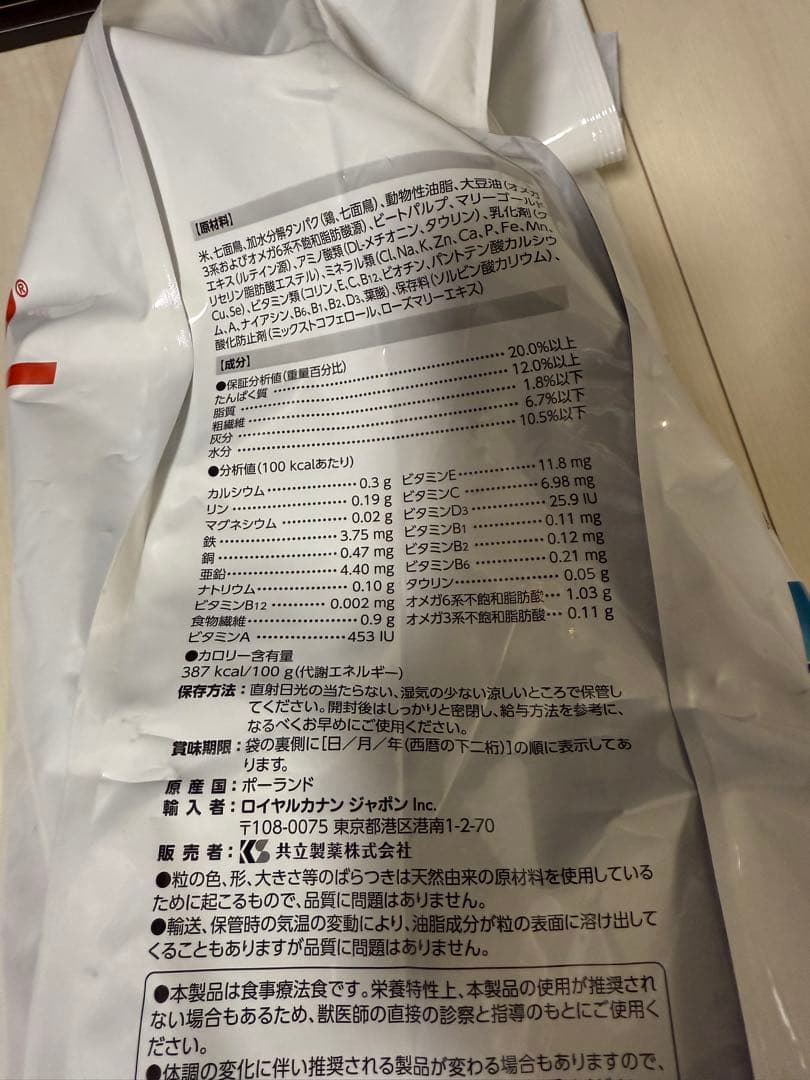 ®
【原材料】
米、七面鳥、加水分解タンパク(鶏、七面鳥)、動物性油脂、大豆油(オメガ
3系およびオメガ6系不飽和脂肪酸源)、ビートパルプ、マリーゴールド
エキス(ルテイン源)、アミノ酸類(DL-メチオニン、タウリン)、乳化剤(グ
リセリン脂肪酸エステル)、ミネラル類(Cl、Na、K、Zn、Ca、P、Fe、Mn、
Cu、Se)、ビタミン類(コリン、E、C、B12、ビオチン、パントテン酸カルシウ
ム、A、ナイアシン、B6、B1、B2、D3、葉酸)、保存料(ソルビン酸カリウム)、
酸化防止剤(ミックストコフェロール、ローズマリーエキス)
【成分】
●保証分析値(重量百分比)
たんぱく質 20.0%以上
脂質 12.0%以上
粗繊維 1.8%以下
灰分 6.7%以下
水分 10.5%以下
●分析値(100 kcalあたり)
カルシウム 0.3 g
リン 0.19 g
マグネシウム 0.02 g
鉄 3.75 mg
銅 0.47 mg
亜鉛 4.40 mg
ナトリウム 0.10 g
ビタミンB12 0.002 mg
食物繊維 0.9 g
ビタミンA 453 IU
ビタミンE 11.8 mg
ビタミンC 6.98 mg
ビタミンD3 25.9 IU
ビタミンB1 0.11 mg
ビタミンB2 0.12 mg
ビタミンB6 0.21 mg
タウリン 0.05 g
オメガ6系不飽和脂肪酸 1.03 g
オメガ3系不飽和脂肪酸 0.11 g
●カロリー含有量
387 kcal/100 g(代謝エネルギー)
保存方法：直射日光の当たらない、湿気の少ない涼しいところで保管し
てください。開封後はしっかりと密閉し、給与方法を参考に、
なるべくお早めにご使用ください。
賞味期限：袋の裏側に[日／月／年(西暦の下二桁)]の順に表示してあ
ります。
原産国：ポーランド
輸入者：ロイヤルカナン ジャポン Inc.
〒108-0075 東京都港区港南1-2-70
販売者：KS 共立製薬株式会社
●粒の色、形、大きさ等のばらつきは天然由来の原材料を使用している
ために起こるもので、品質に問題はありません。
●輸送、保管時の気温の変動により、油脂成分が粒の表面に溶け出して
くることもありますが品質に問題はありません。
●本製品は食事療法食です。栄養特性上、本製品の使用が推奨され
ない場合もあるため、獣医師の直接の診察と指導のもとにご使用く
ださい。
●体調の変化に伴い推奨される製品が変わる場合もありますので、